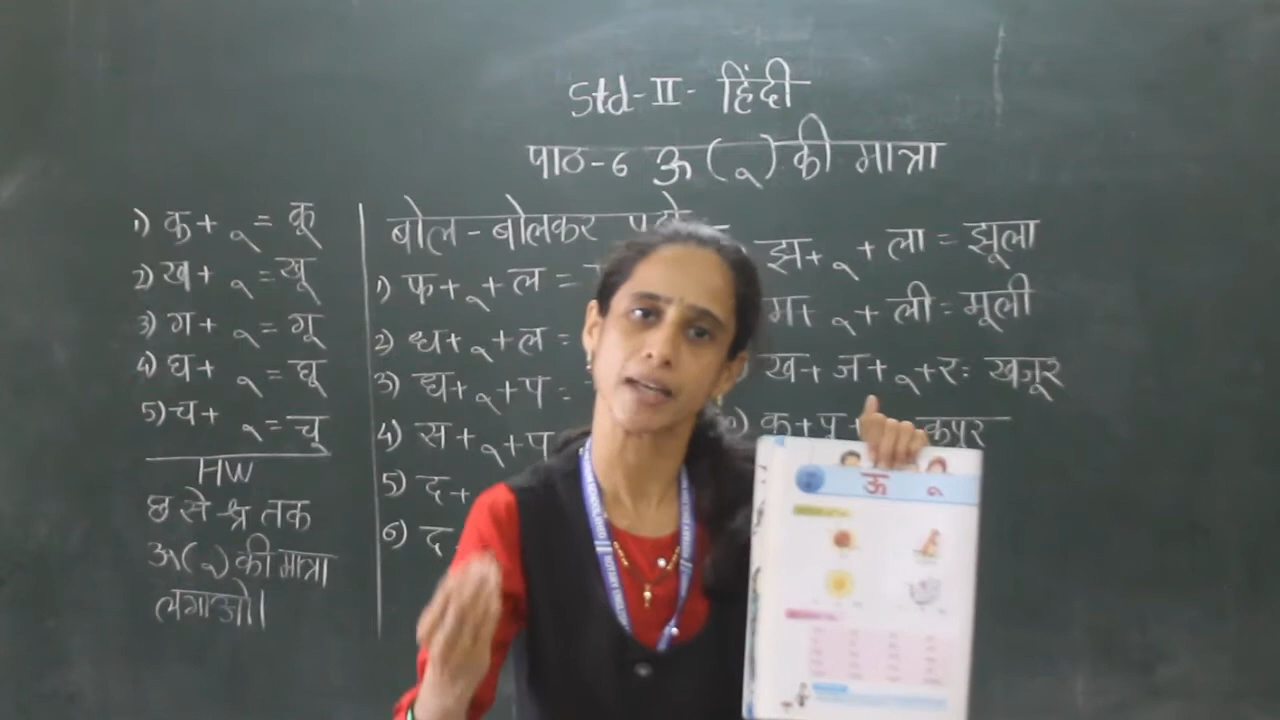 Std-II- हिंदी
पाठ-6 ऊ (ू) की मात्रा
1) क+ ू = कू
2) ख+ ू = खू
3) ग+ ू = गू
4) घ+ ू = घू
5) च+ ू = चू
HW
छ से श्र तक
ऊ(ू) की मात्रा
लगाओ।
बोल-बोलकर
1) फ+ू+ल =
2) ध+ू+ल =
3) ध+ू+प =
4) स+ू+प
5) द+
6) द
झ+ू+ला = झूला
म+ू+ली = मूली
ख+ज+ू+र= खजूर
क+प+ कपूर
ऊ ू